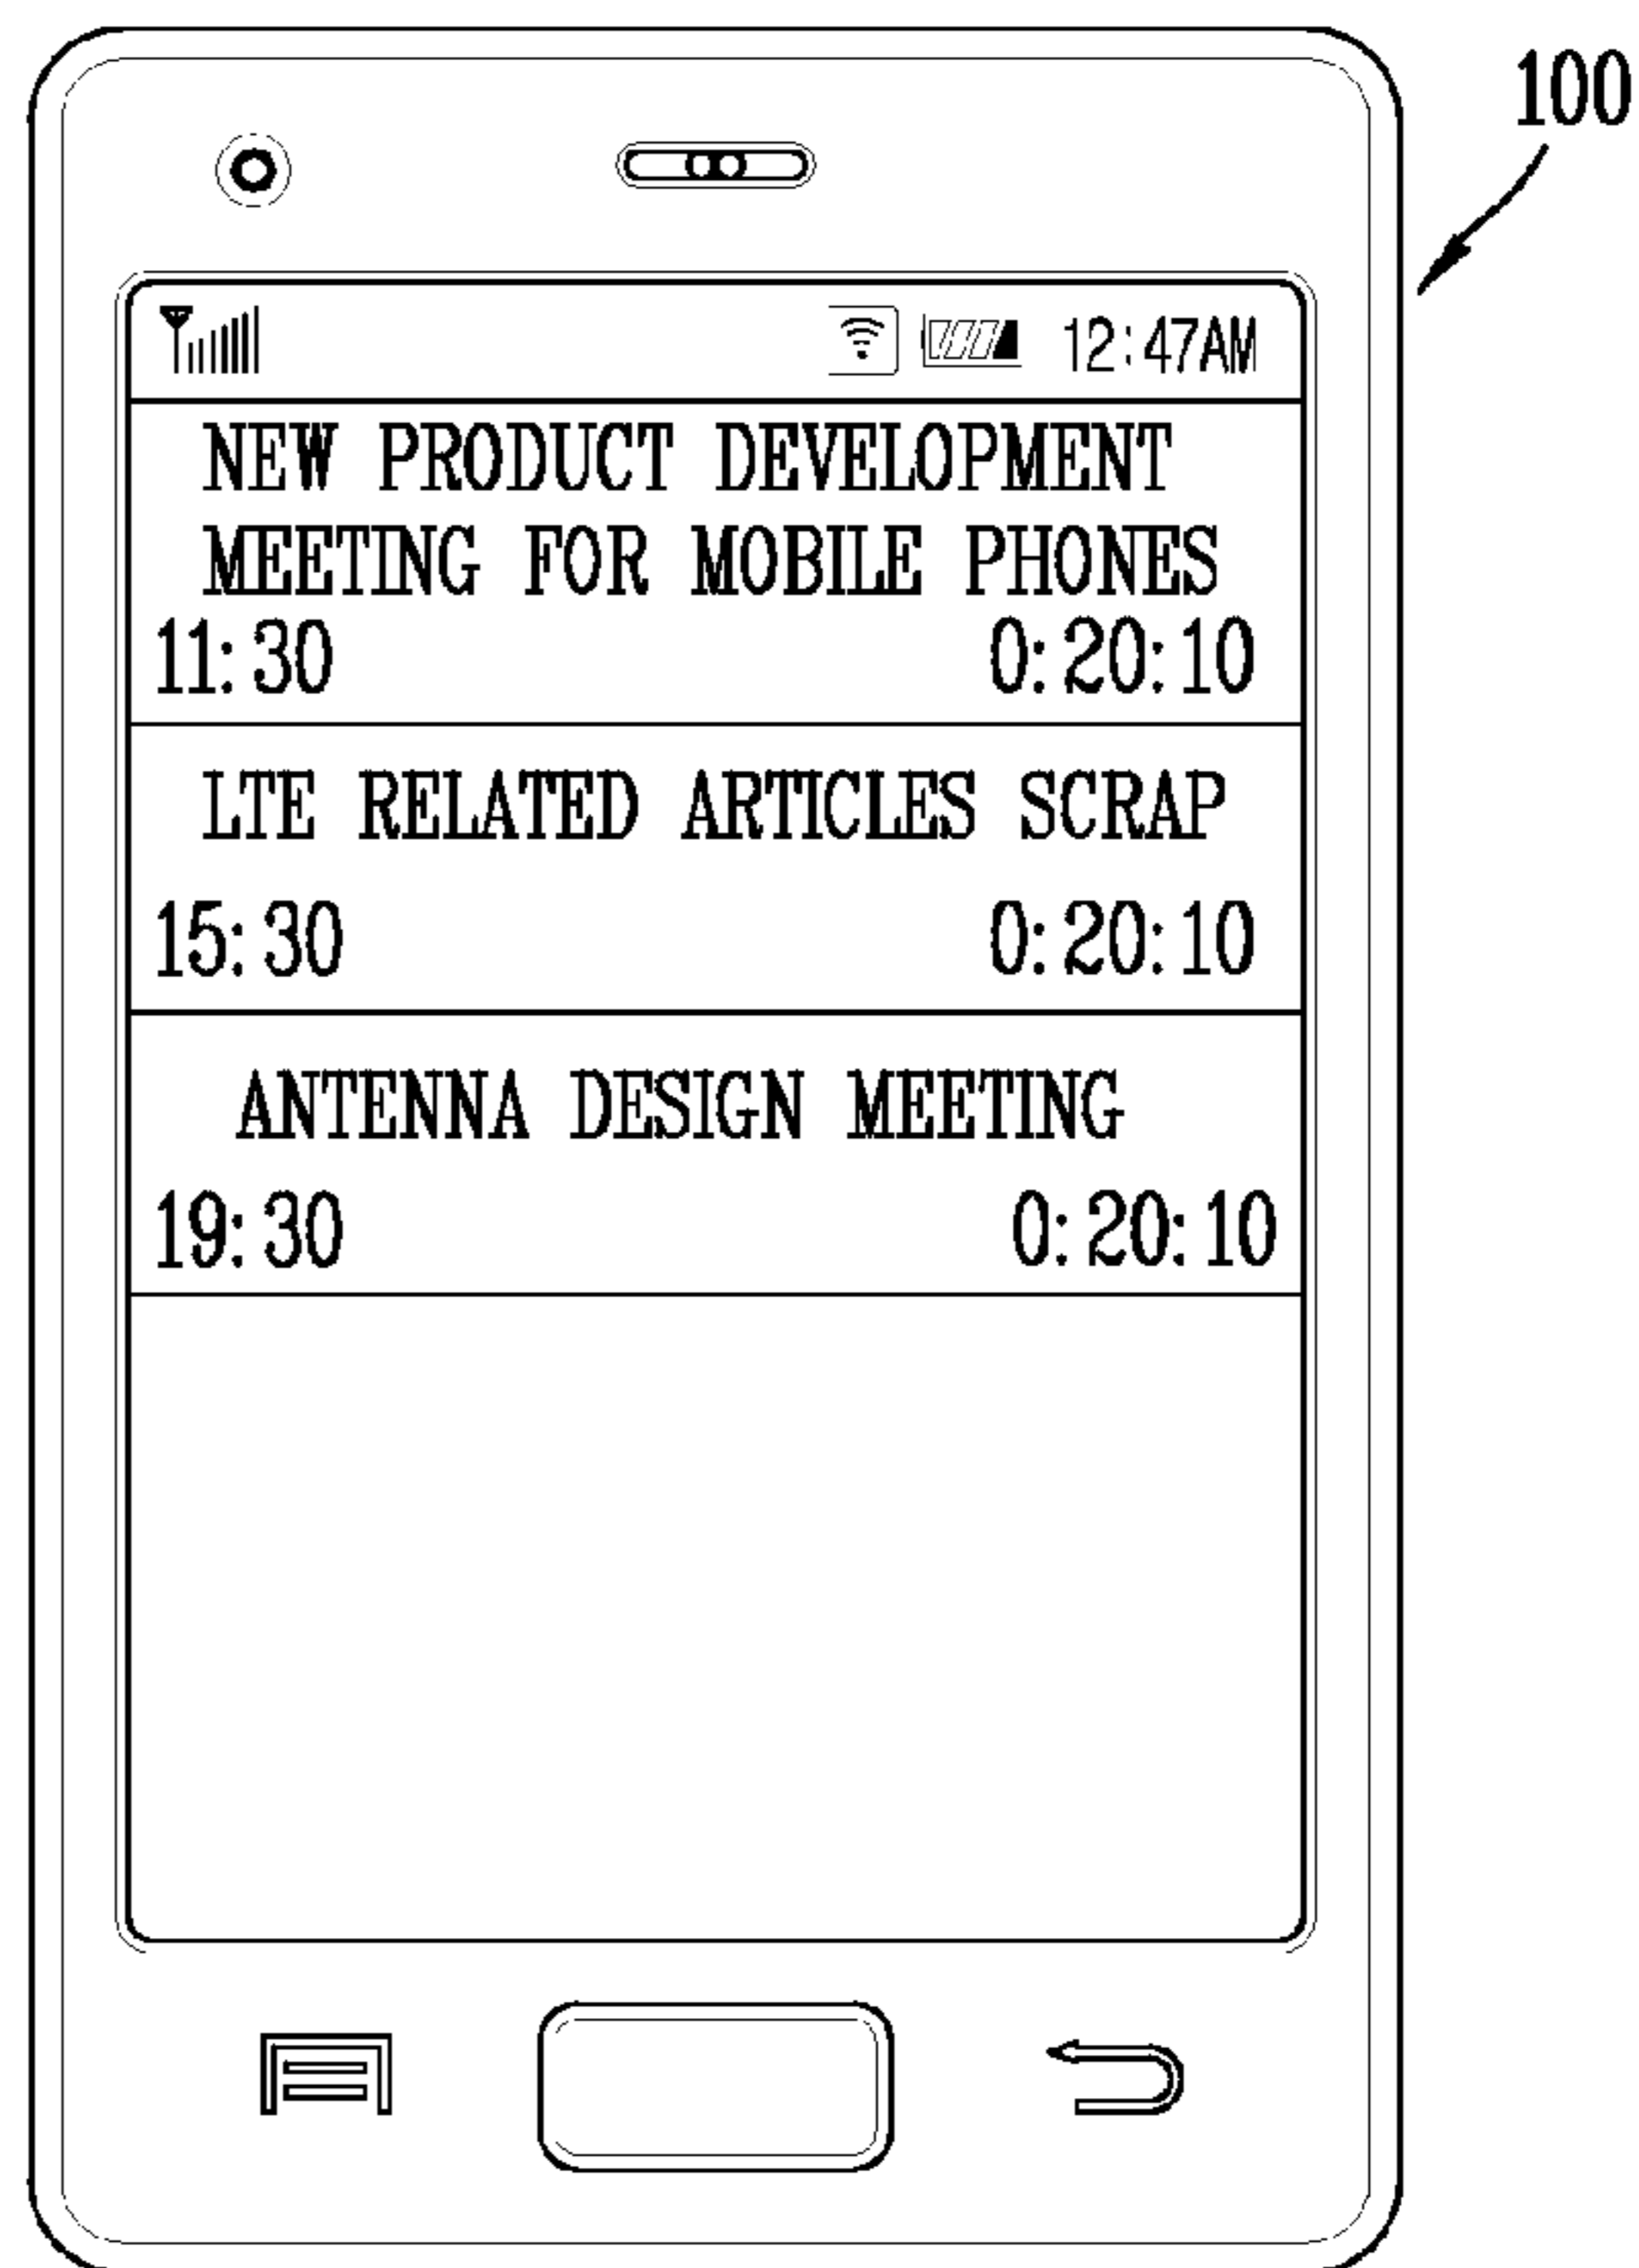 100
12:47AM
NEW PRODUCT DEVELOPMENT
MEETING FOR MOBILE PHONES
11:30 0:20:10
LTE RELATED ARTICLES SCRAP
15:30 0:20:10
ANTENNA DESIGN MEETING
19:30 0:20:10